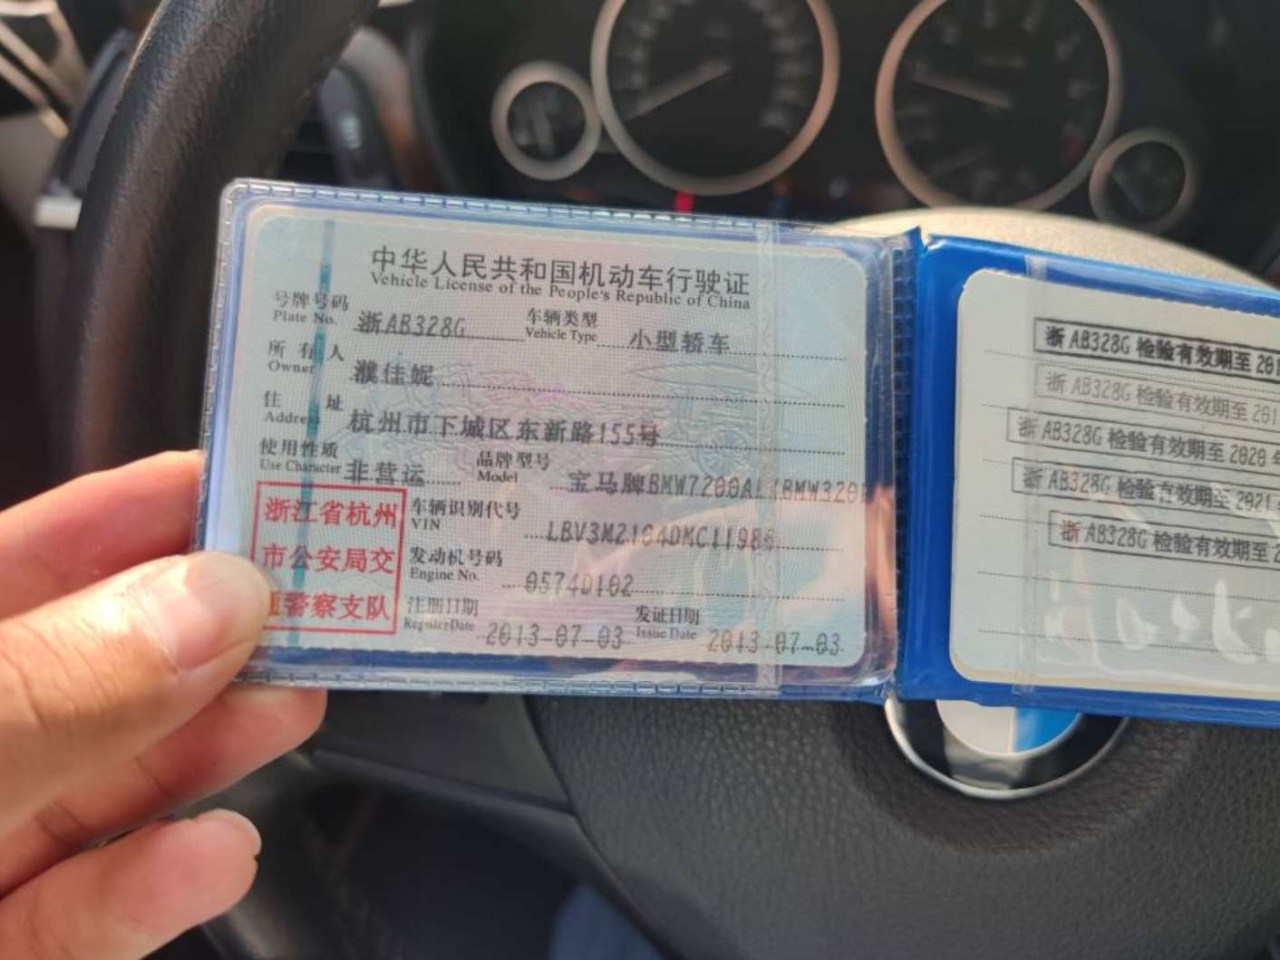 中华人民共和国机动车行驶证
Vehicle License of the People's Republic of China
号牌号码 浙AB328G 车辆类型 小型轿车
Plate No. Vehicle Type
所有人 濮佳妮
Owner
住址 杭州市下城区东新路155号
Address
使用性质 非营运 品牌型号 宝马牌BMW7200AL(BMW320
Use Character Model
浙江省杭州
市公安局交
警察支队
车辆识别代号 LBV3M2104DMC11988
VIN
发动机号码 0574D102
Engine No.
注册日期 2013-07-03 发证日期 2013-07-03
Register Date Issue Date
浙AB328G 检验有效期至 201
浙AB328G 检验有效期至 201
浙AB328G 检验有效期至 2020 年
浙AB328G 检验有效期至 2021
浙AB328G 检验有效期至 2